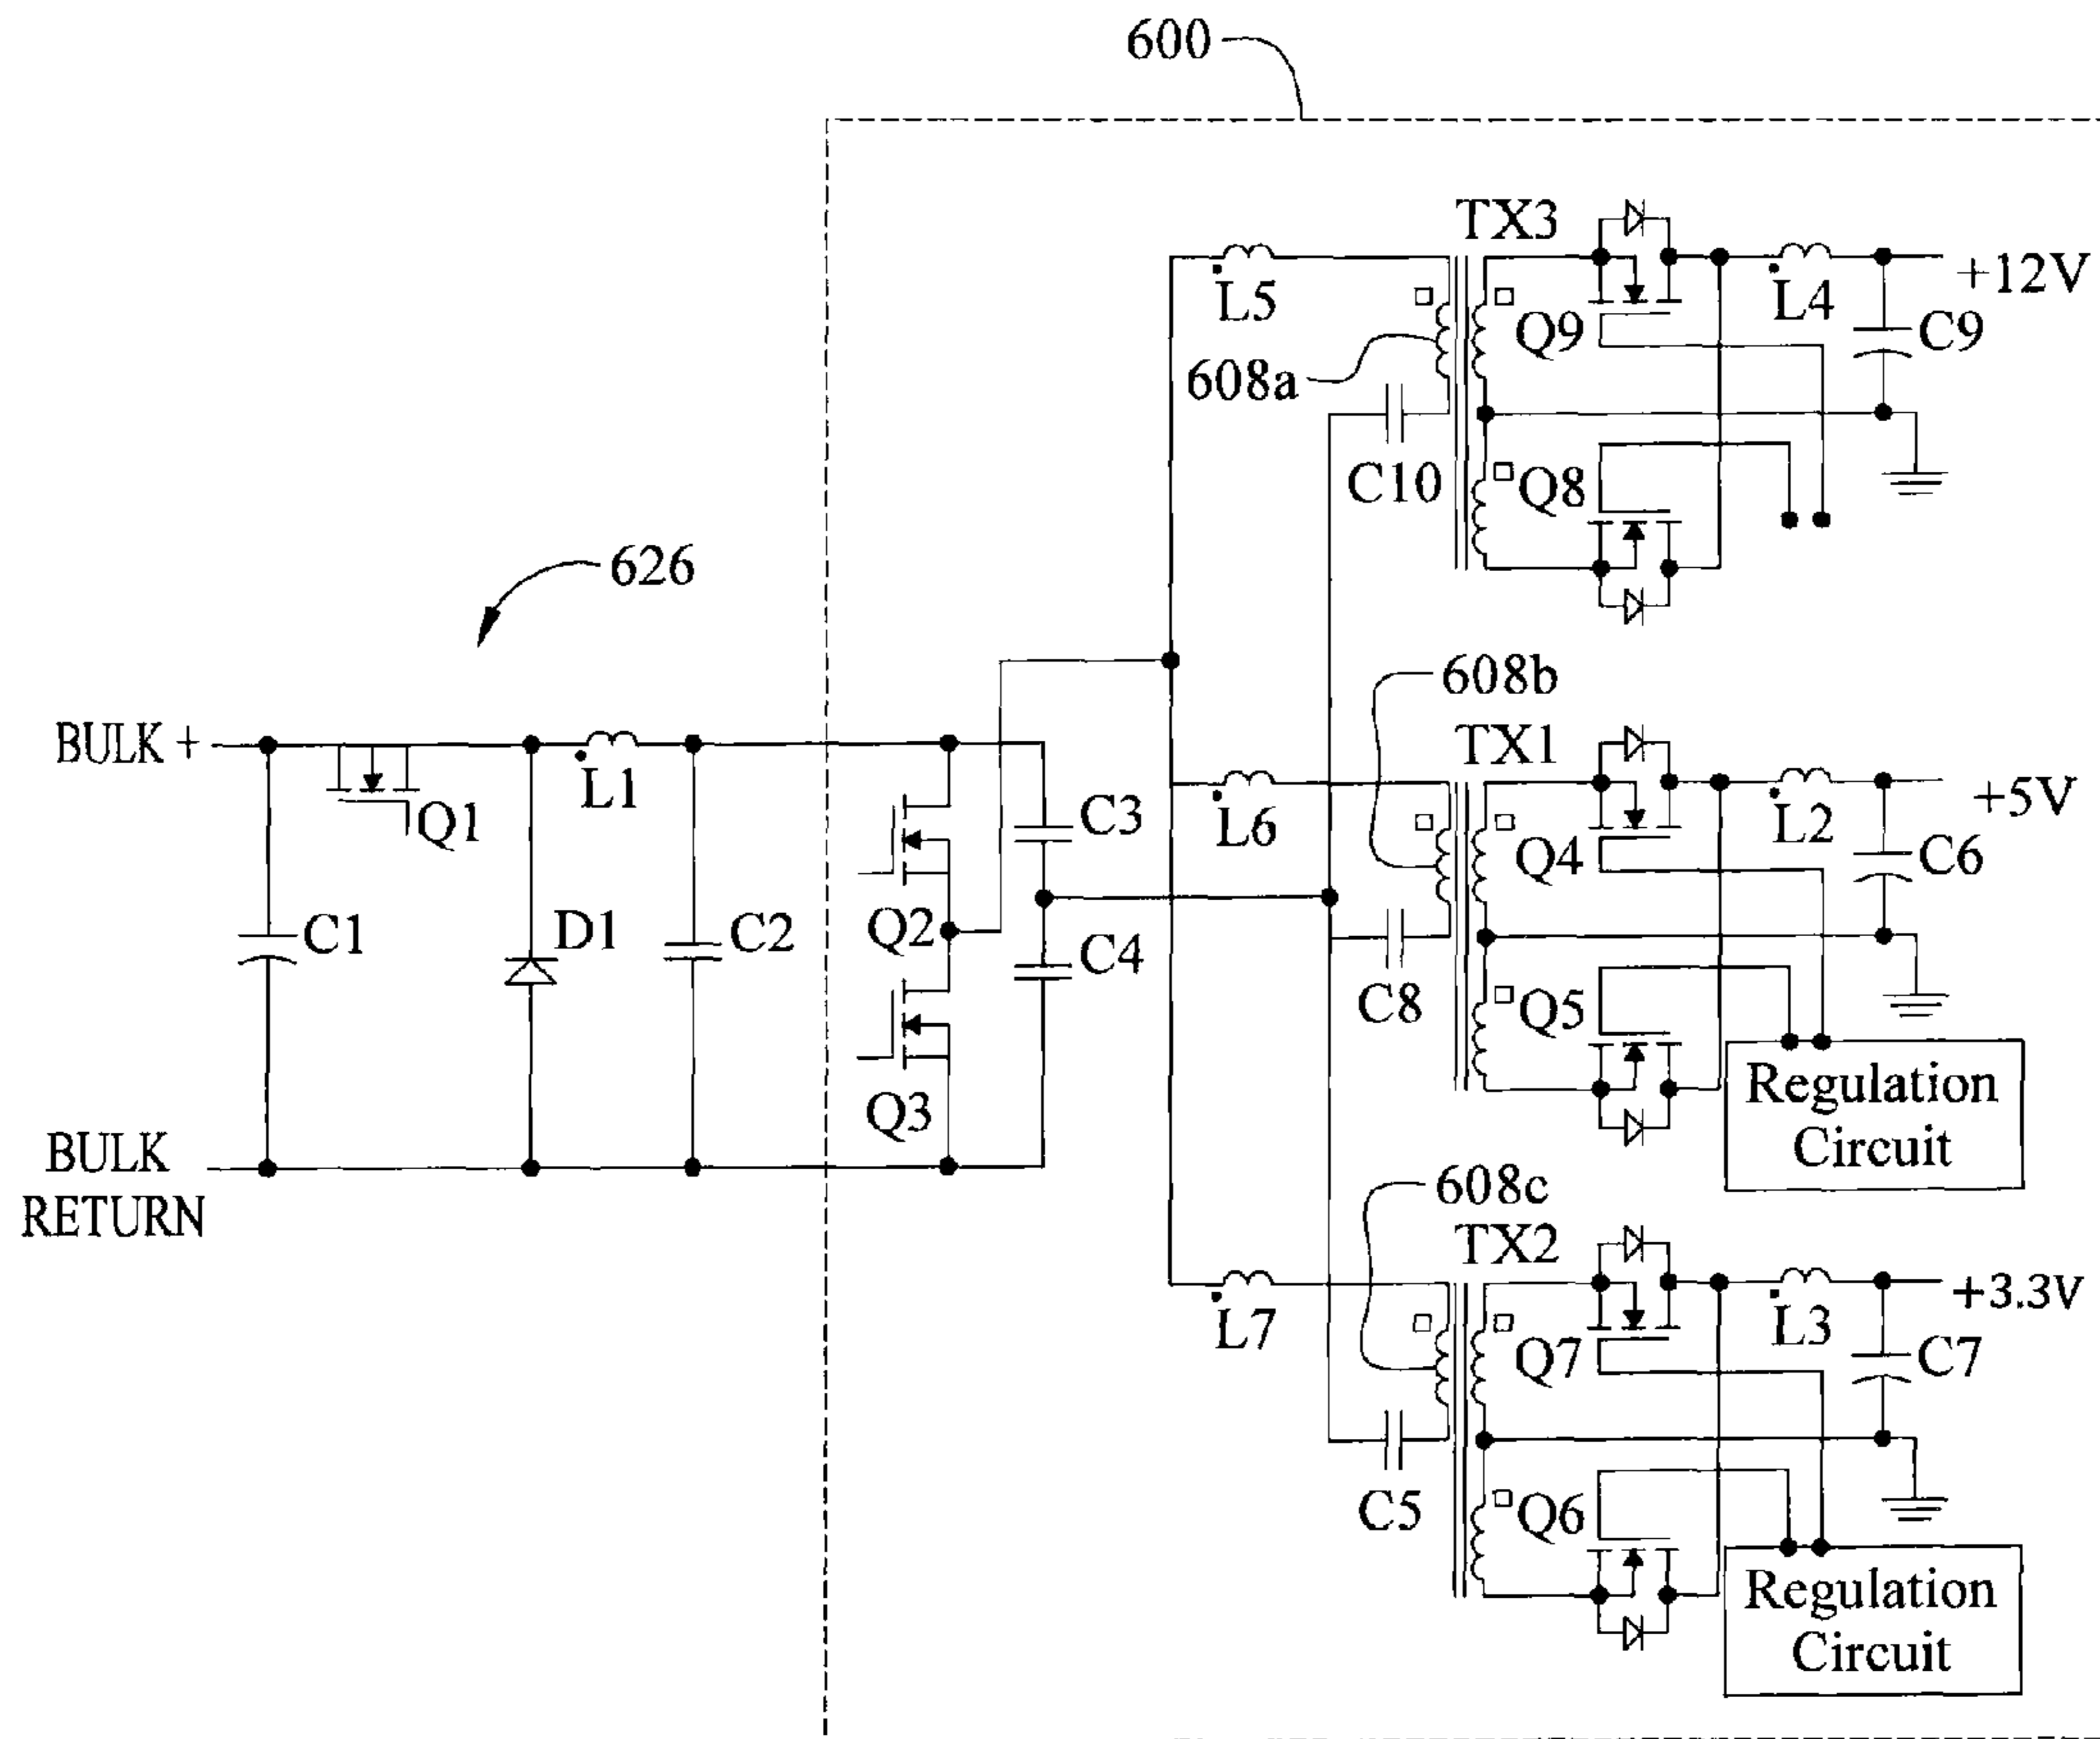 600
TX3
L5
Q9
L4
+12V
C9
608a
C10
Q8
626
608b
TX1
BULK +
L1
Q1
C3
L6
Q4
L2
+5V
C6
C1
D1
C2
Q2
C4
C8
Q5
Q3
Regulation
Circuit
BULK
RETURN
608c
TX2
L7
Q7
L3
+3.3V
C7
C5
Q6
Regulation
Circuit